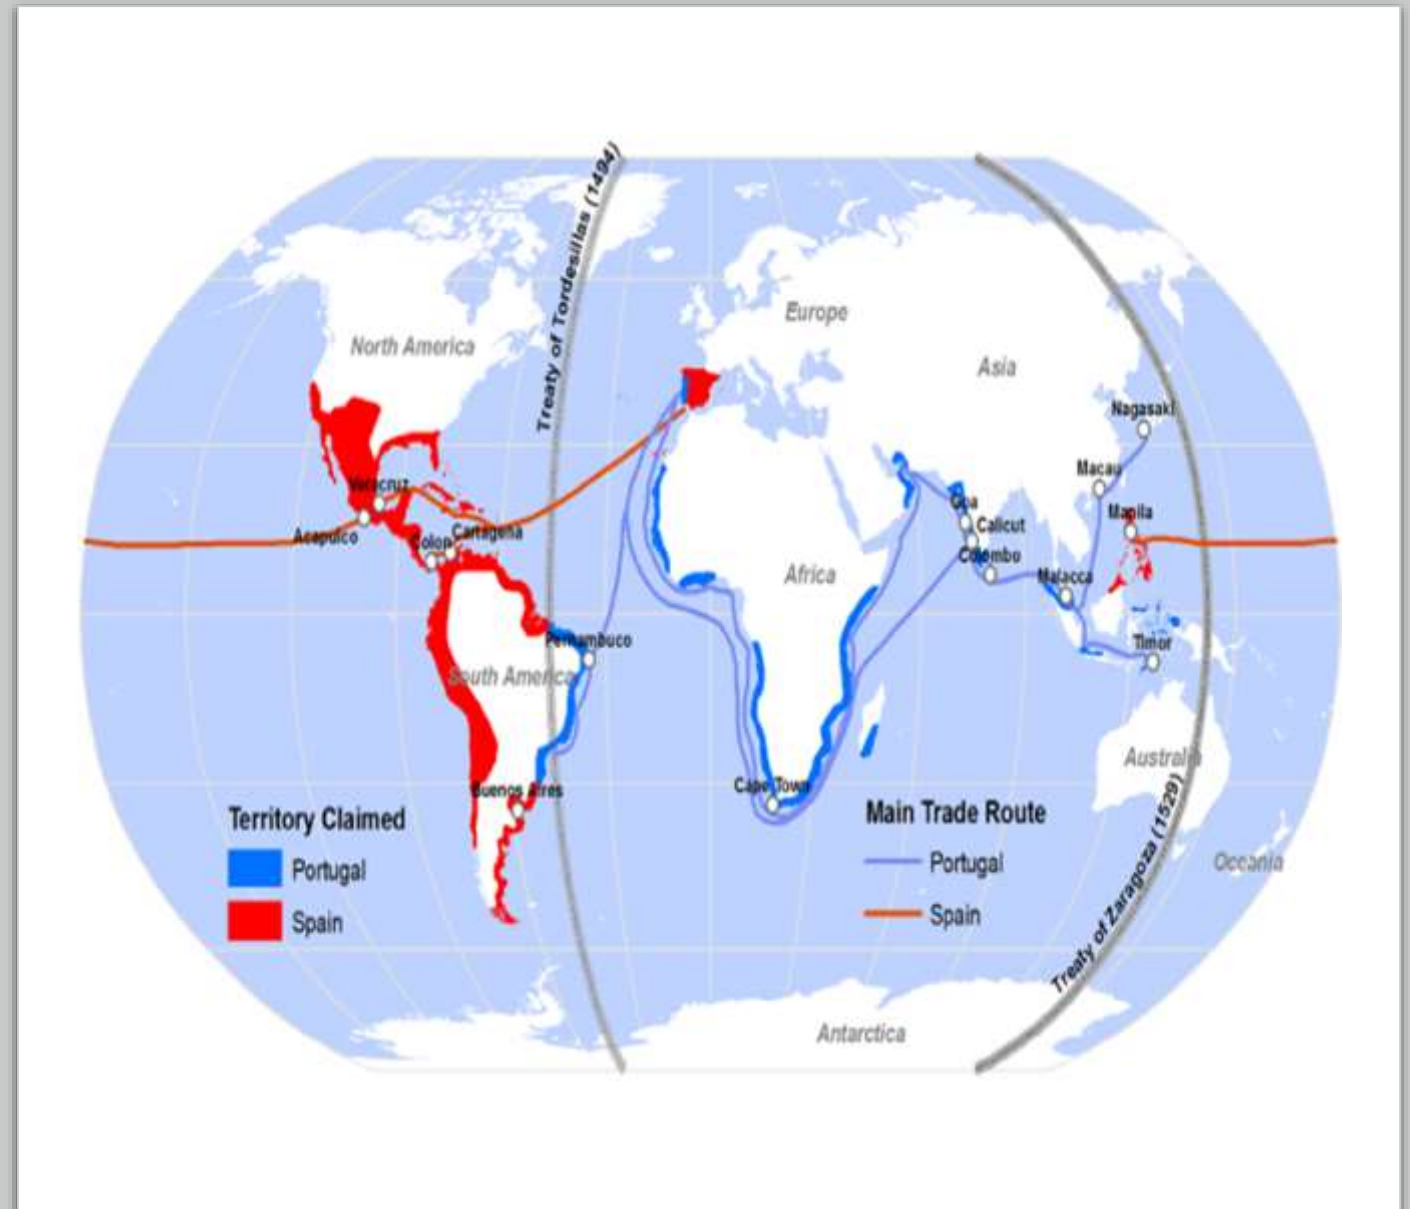 Treaty of Tordesillas (1494)
Europe
North America
Asia
Nagasaki
Macau
Veracruz
Goa
Manila
Acapulco
Colon
Cartagena
Calicut
Colombo
Africa
Malacca
Pernambuco
Timor
South America
Australia
Buenos Aires
Cape Town
Territory Claimed
Portugal
Spain
Main Trade Route
Portugal
Spain
Treaty of Zaragoza (1529)
Oceania
Antarctica